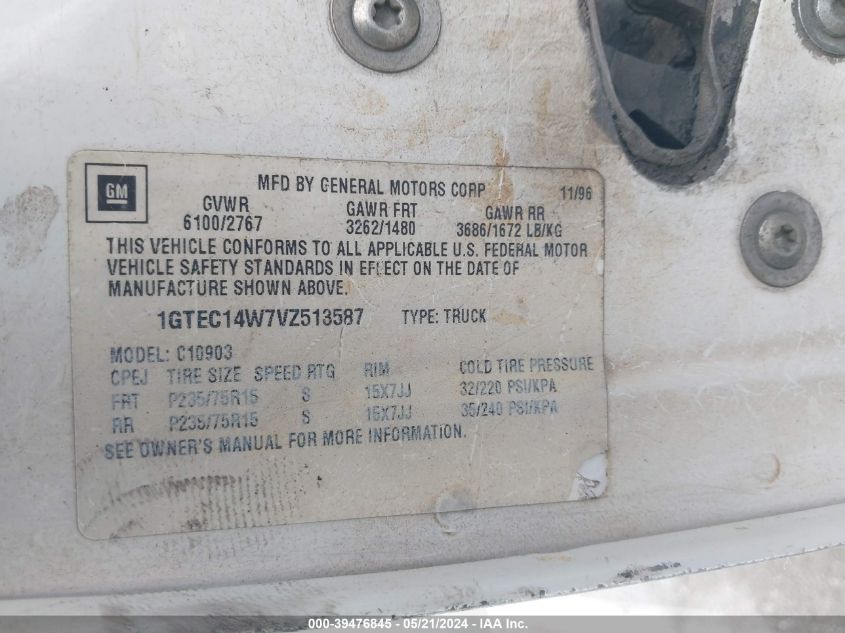 GM
MFD BY GENERAL MOTORS CORP 11/96
GVWR GAWR FRT GAWR RR
6100/2767 3262/1480 3686/1672 LB/KG
THIS VEHICLE CONFORMS TO ALL APPLICABLE U.S. FEDERAL MOTOR
VEHICLE SAFETY STANDARDS IN EFFECT ON THE DATE OF
MANUFACTURE SHOWN ABOVE.
1GTEC14W7VZ513587 TYPE: TRUCK
MODEL: C10903
CPEJ TIRE SIZE SPEED RTG RIM COLD TIRE PRESSURE
FRT P235/75R15 S 15X7JJ 32/220 PSI/KPA
RR P235/75R15 S 15X7JJ 35/240 PSI/KPA
SEE OWNER'S MANUAL FOR MORE INFORMATION.
000-39476845 - 05/21/2024 - IAAI - Copyright IAA, Inc.